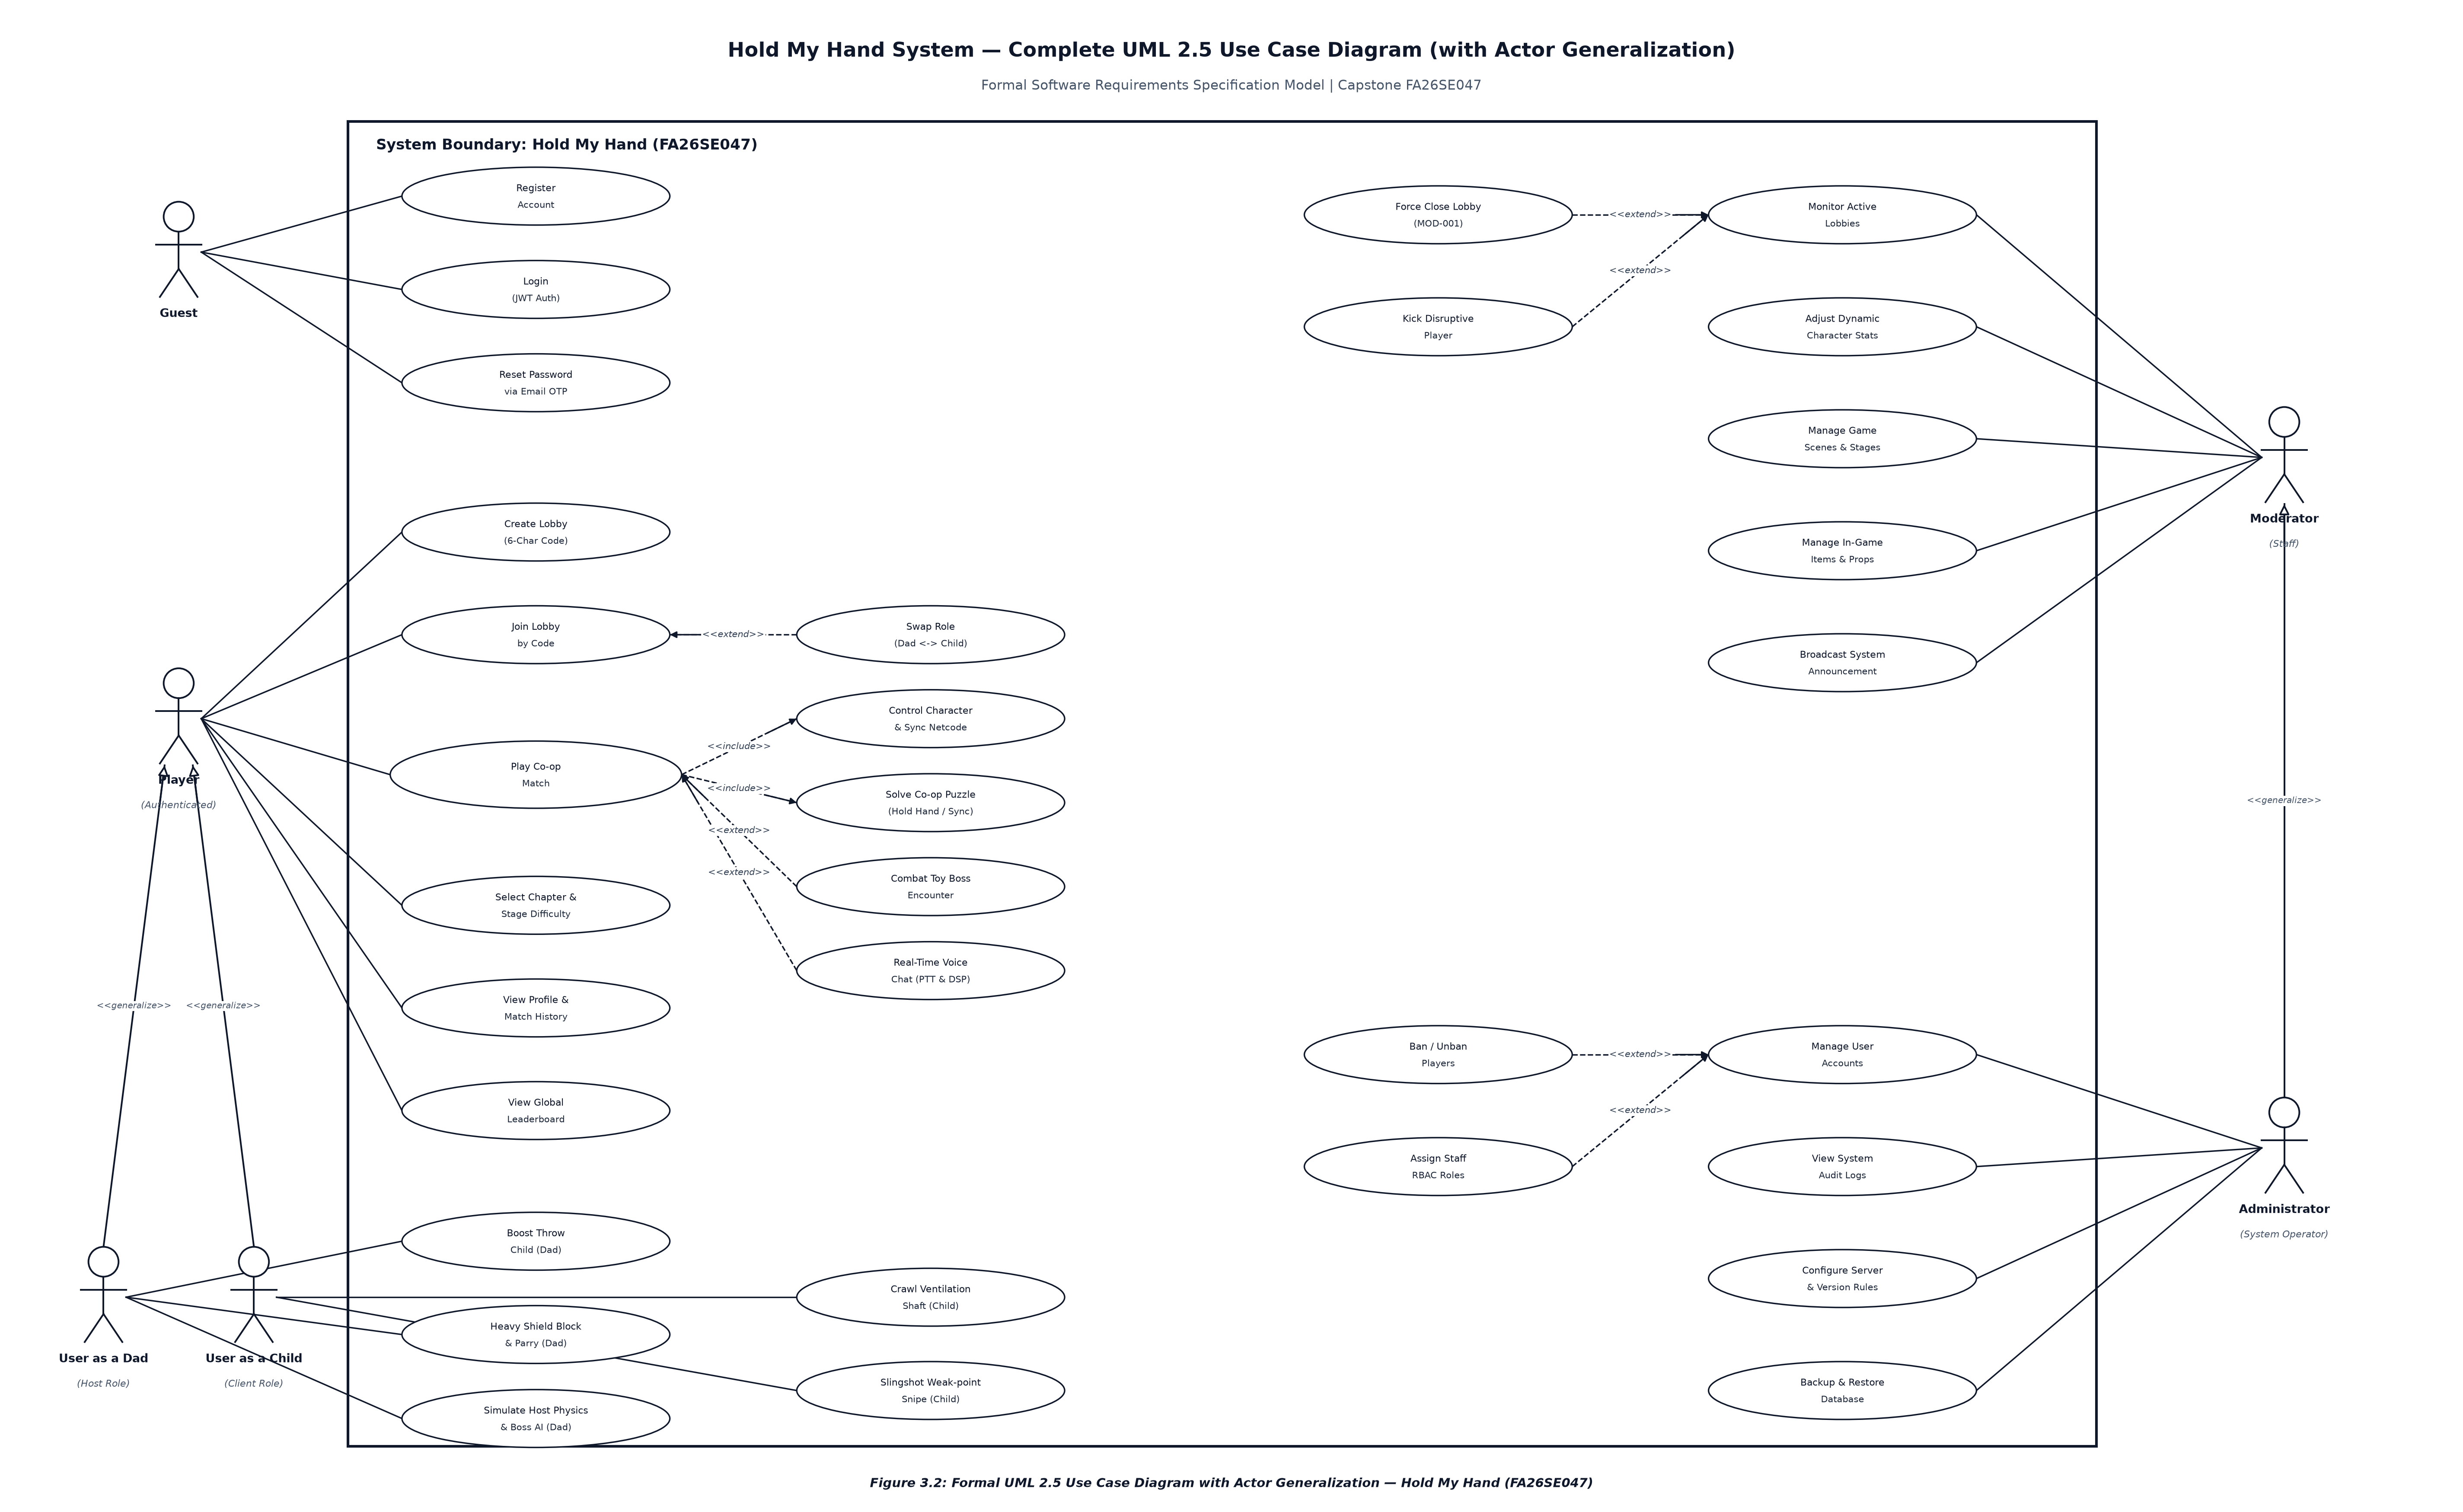 Hold My Hand System — Complete UML 2.5 Use Case Diagram (with Actor Generalization)
Formal Software Requirements Specification Model | Capstone FA26SE047
System Boundary: Hold My Hand (FA26SE047)
Guest
Register
Account
Login
(JWT Auth)
Reset Password
via Email OTP
Player
(Authenticated)
Create Lobby
(6-Char Code)
Join Lobby
by Code
<<extend>>
Swap Role
(Dad <-> Child)
Play Co-op
Match
<<include>>
<<include>>
<<extend>>
<<extend>>
Control Character
& Sync Netcode
Solve Co-op Puzzle
(Hold Hand / Sync)
Combat Toy Boss
Encounter
Real-Time Voice
Chat (PTT & DSP)
Select Chapter &
Stage Difficulty
View Profile &
Match History
View Global
Leaderboard
<<generalize>>
<<generalize>>
User as a Dad
(Host Role)
User as a Child
(Client Role)
Boost Throw
Child (Dad)
Heavy Shield Block
& Parry (Dad)
Simulate Host Physics
& Boss AI (Dad)
Crawl Ventilation
Shaft (Child)
Slingshot Weak-point
Snipe (Child)
Force Close Lobby
(MOD-001)
<<extend>>
Kick Disruptive
Player
<<extend>>
Monitor Active
Lobbies
Adjust Dynamic
Character Stats
Manage Game
Scenes & Stages
Manage In-Game
Items & Props
Broadcast System
Announcement
Moderator
(Staff)
<<generalize>>
Ban / Unban
Players
<<extend>>
Assign Staff
RBAC Roles
<<extend>>
Manage User
Accounts
View System
Audit Logs
Configure Server
& Version Rules
Backup & Restore
Database
Administrator
(System Operator)
Figure 3.2: Formal UML 2.5 Use Case Diagram with Actor Generalization — Hold My Hand (FA26SE047)